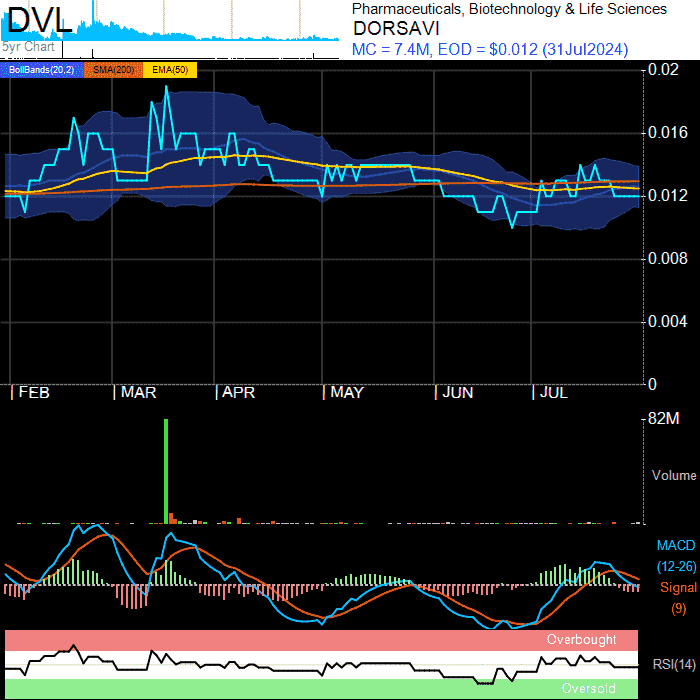 DVL
5yr Chart
Pharmaceuticals, Biotechnology & Life Sciences
DORSAVI
MC = 7.4M, EOD = $0.012 (31Jul2024)
BollBands(20,2) SMA(200) EMA(50)
0.02
0.016
0.012
0.008
0.004
0
FEB MAR APR MAY JUN JUL
82M
Volume
MACD
(12-26)
Signal
(9)
Overbought
RSI(14)
Oversold